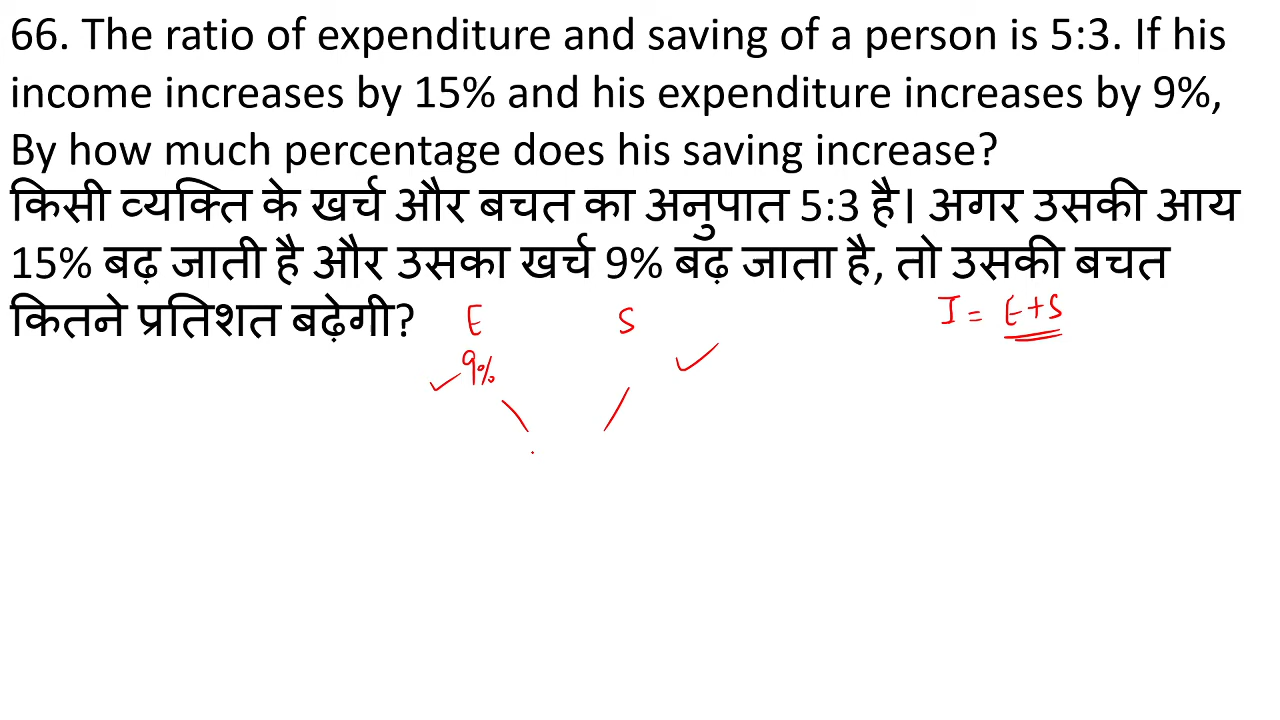 66. The ratio of expenditure and saving of a person is 5:3. If his
income increases by 15% and his expenditure increases by 9%,
By how much percentage does his saving increase?
किसी व्यक्ति के खर्च और बचत का अनुपात 5:3 है। अगर उसकी आय
15% बढ़ जाती है और उसका खर्च 9% बढ़ जाता है, तो उसकी बचत
कितने प्रतिशत बढ़ेगी?
E S I = E+S
9%